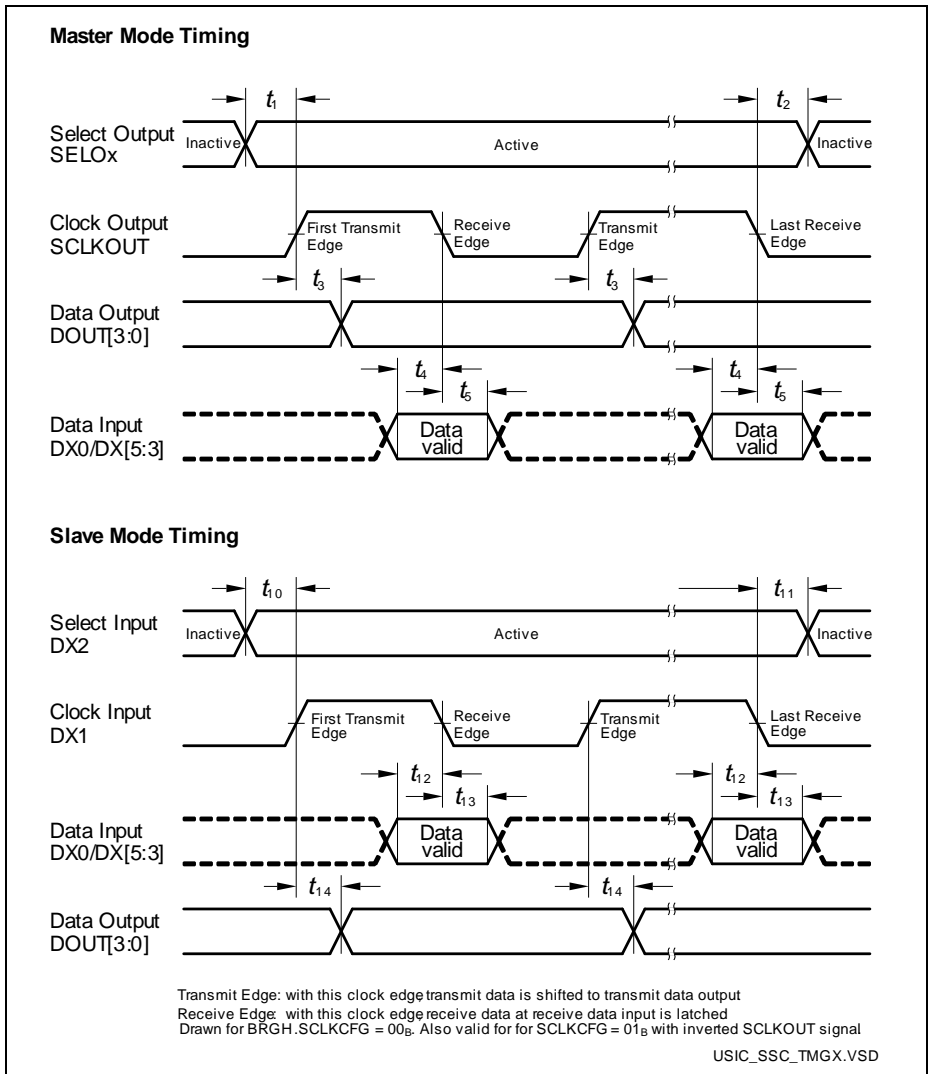 Master Mode Timing
t1
t2
Select Output
SELOx
Inactive
Active
Inactive
Clock Output
SCLKOUT
First Transmit
Edge
Receive
Edge
Transmit
Edge
Last Receive
Edge
t3
t3
Data Output
DOUT[3:0]
t4
t5
t4
t5
Data Input
DX0/DX[5:3]
Data
valid
Data
valid
Slave Mode Timing
t10
t11
Select Input
DX2
Inactive
Active
Inactive
Clock Input
DX1
First Transmit
Edge
Receive
Edge
Transmit
Edge
Last Receive
Edge
t12
t13
t12
t13
Data Input
DX0/DX[5:3]
Data
valid
Data
valid
t14
t14
Data Output
DOUT[3:0]
Transmit Edge: with this clock edge, transmit data is shifted to transmit data output
Receive Edge: with this clock edge, receive data at receive data input is latched
Drawn for BRGH.SCLKCFG = 00B. Also valid for for SCLKCFG = 01B with inverted SCLKOUT signal.
USIC_SSC_TMGX.VSD